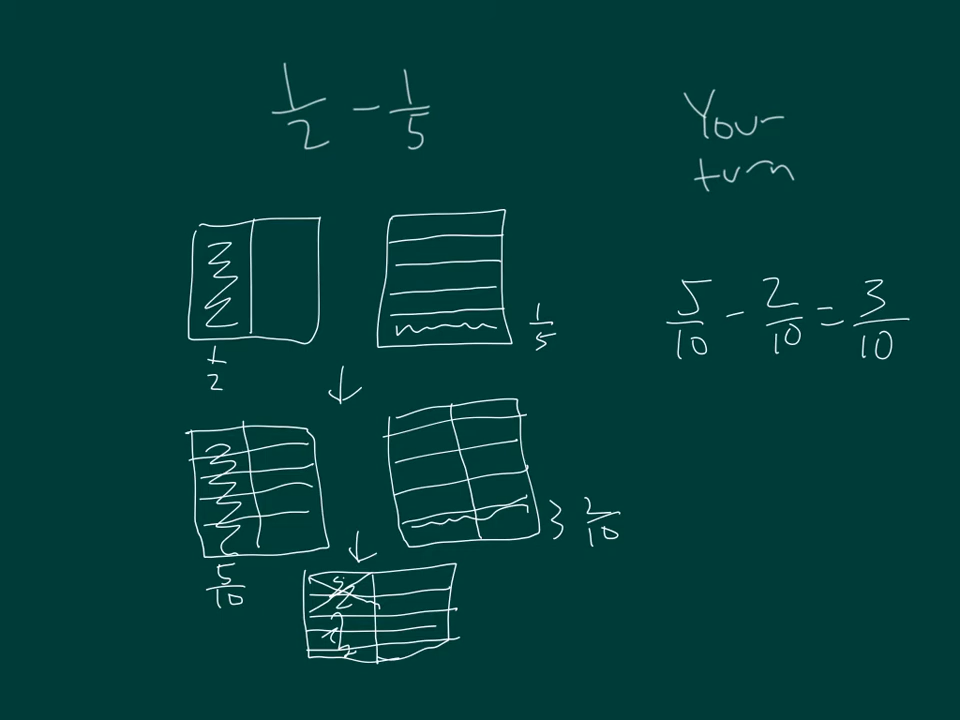 1/2 - 1/5
Your turn
1/2
1/5
5/10 - 2/10 = 3/10
5/10
2/10